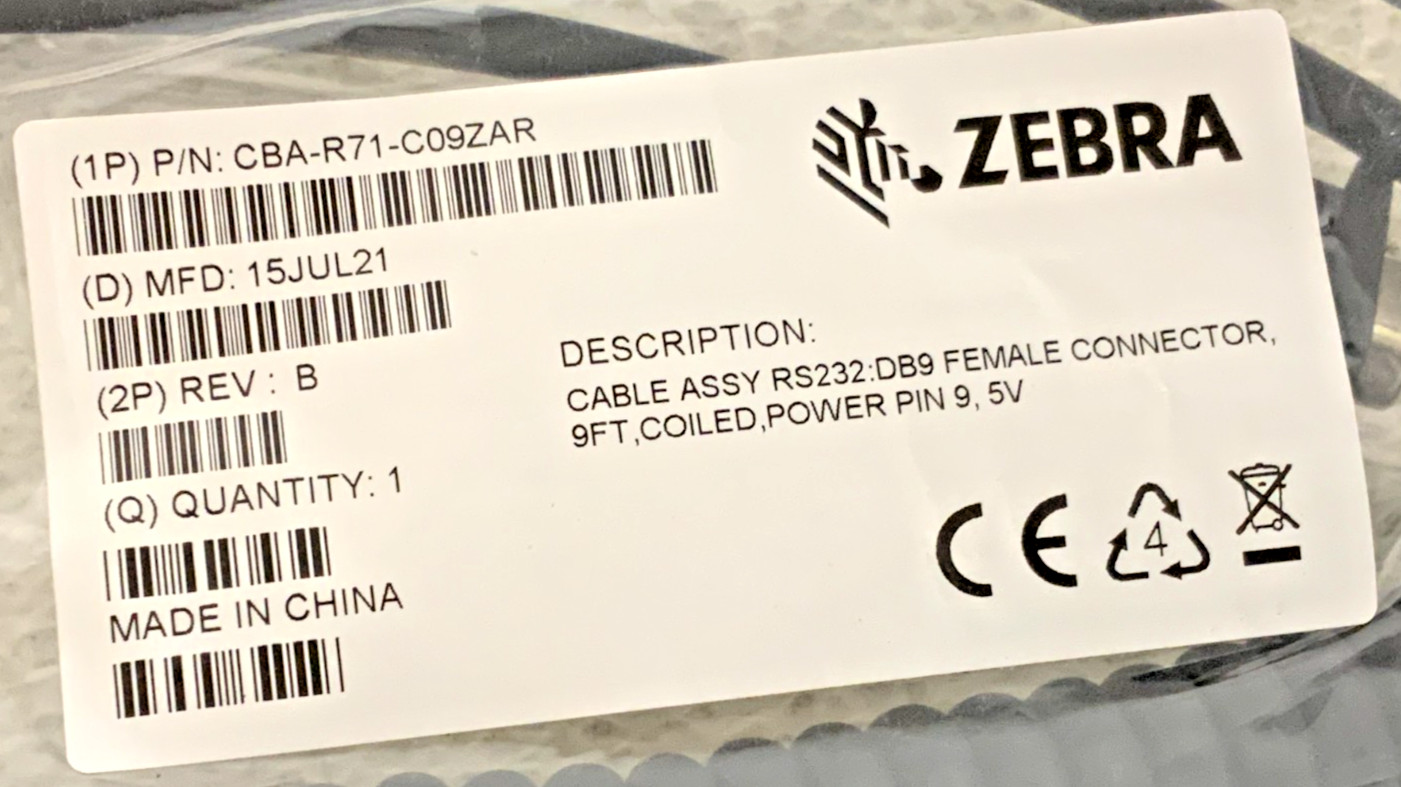 (1P) P/N: CBA-R71-C09ZAR
ZEBRA
(D) MFD: 15JUL21
(2P) REV : B
(Q) QUANTITY: 1
MADE IN CHINA
DESCRIPTION:
CABLE ASSY RS232:DB9 FEMALE CONNECTOR,
9FT,COILED,POWER PIN 9, 5V
CE
4